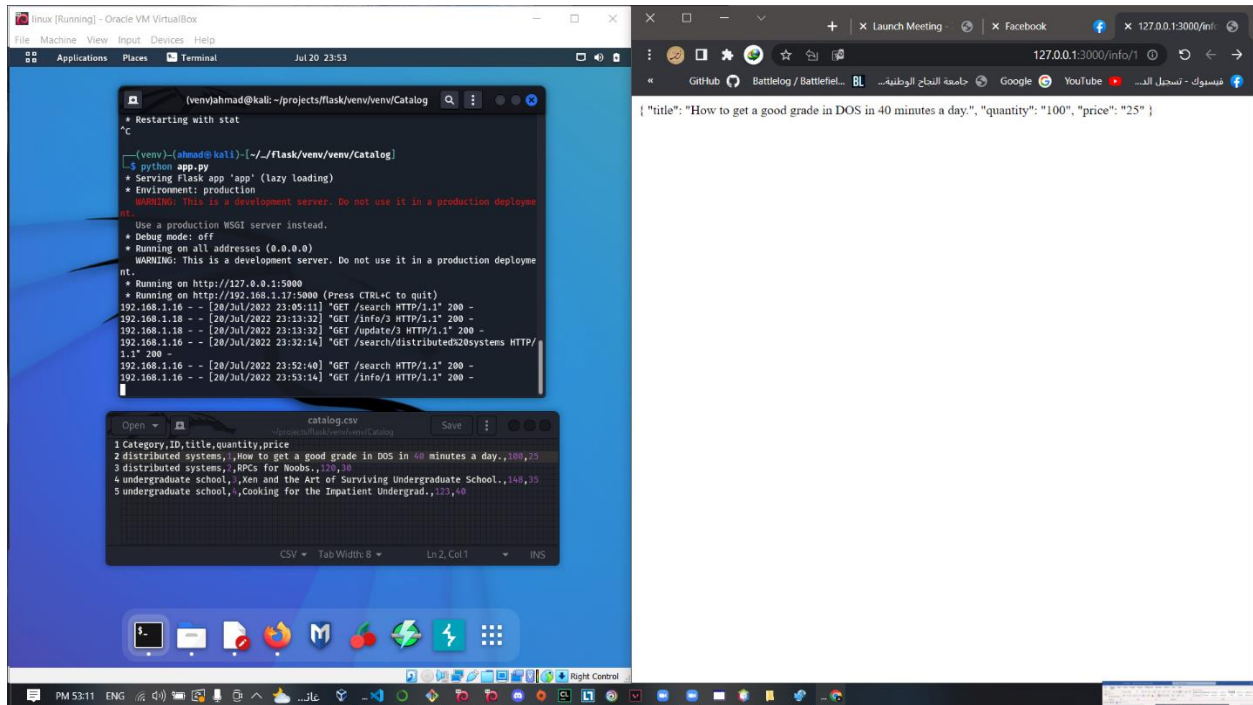 linux [Running] - Oracle VM VirtualBox
File Machine View Input Devices Help
Applications Places Terminal Jul 20 23:53
(venv)ahmad@kali: ~/projects/flask/venv/venv/Catalog
* Restarting with stat
^C
(venv)-(ahmad㉿kali)-[~/…/flask/venv/venv/Catalog]
$ python app.py
* Serving Flask app 'app' (lazy loading)
* Environment: production
WARNING: This is a development server. Do not use it in a production deployme
nt.
Use a production WSGI server instead.
* Debug mode: off
* Running on all addresses (0.0.0.0)
WARNING: This is a development server. Do not use it in a production deployme
nt.
* Running on http://127.0.0.1:5000
* Running on http://192.168.1.17:5000 (Press CTRL+C to quit)
192.168.1.16 - - [20/Jul/2022 23:05:11] "GET /search HTTP/1.1" 200 -
192.168.1.18 - - [20/Jul/2022 23:13:32] "GET /info/3 HTTP/1.1" 200 -
192.168.1.18 - - [20/Jul/2022 23:13:32] "GET /update/3 HTTP/1.1" 200 -
192.168.1.16 - - [20/Jul/2022 23:32:14] "GET /search/distributed%20systems HTTP/
1.1" 200 -
192.168.1.16 - - [20/Jul/2022 23:52:40] "GET /search HTTP/1.1" 200 -
192.168.1.16 - - [20/Jul/2022 23:53:14] "GET /info/1 HTTP/1.1" 200 -
Open catalog.csv Save
~/projects/flask/venv/venv/Catalog
1 Category,ID,title,quantity,price
2 distributed systems,1,How to get a good grade in DOS in 40 minutes a day.,100,25
3 distributed systems,2,RPCs for Noobs.,120,30
4 undergraduate school,3,Xen and the Art of Surviving Undergraduate School.,148,35
5 undergraduate school,4,Cooking for the Impatient Undergrad.,123,40
CSV Tab Width: 8 Ln 2, Col 1 INS
Right Control
Launch Meeting - Facebook 127.0.0.1:3000/info
127.0.0.1:3000/info/1
« GitHub Battlelog / Battlefiel... BL جامعة النجاح الوطنية... Google YouTube فيسبوك - تسجيل الد...
{ "title": "How to get a good grade in DOS in 40 minutes a day.", "quantity": "100", "price": "25" }
PM 53:11 ENG